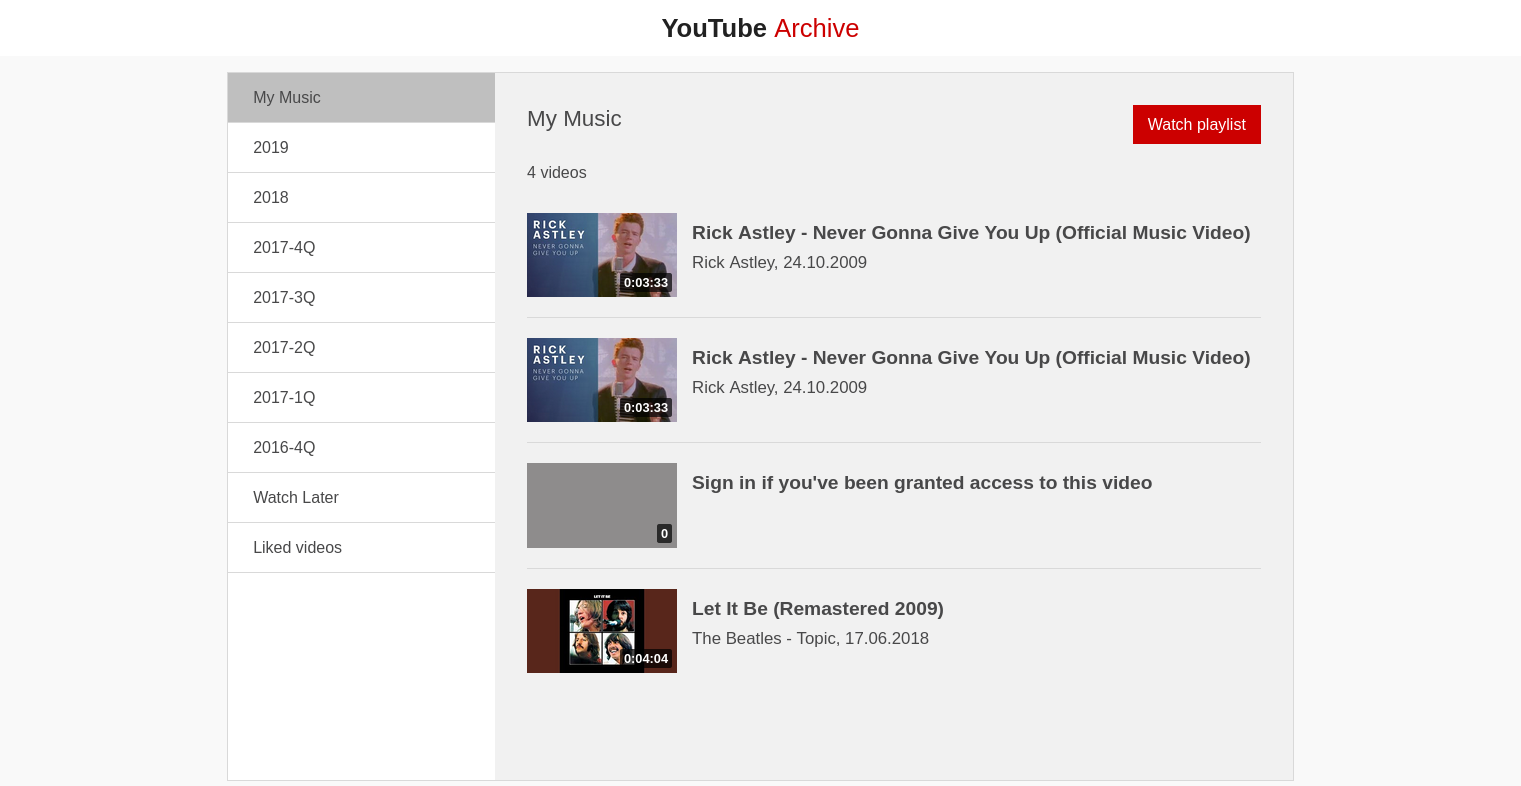 YouTube Archive
My Music
2019
2018
2017-4Q
2017-3Q
2017-2Q
2017-1Q
2016-4Q
Watch Later
Liked videos
My Music
Watch playlist
4 videos
RICK
ASTLEY
NEVER GONNA
GIVE YOU UP
0:03:33
Rick Astley - Never Gonna Give You Up (Official Music Video)
Rick Astley, 24.10.2009
RICK
ASTLEY
NEVER GONNA
GIVE YOU UP
0:03:33
Rick Astley - Never Gonna Give You Up (Official Music Video)
Rick Astley, 24.10.2009
0
Sign in if you've been granted access to this video
LET IT BE
0:04:04
Let It Be (Remastered 2009)
The Beatles - Topic, 17.06.2018